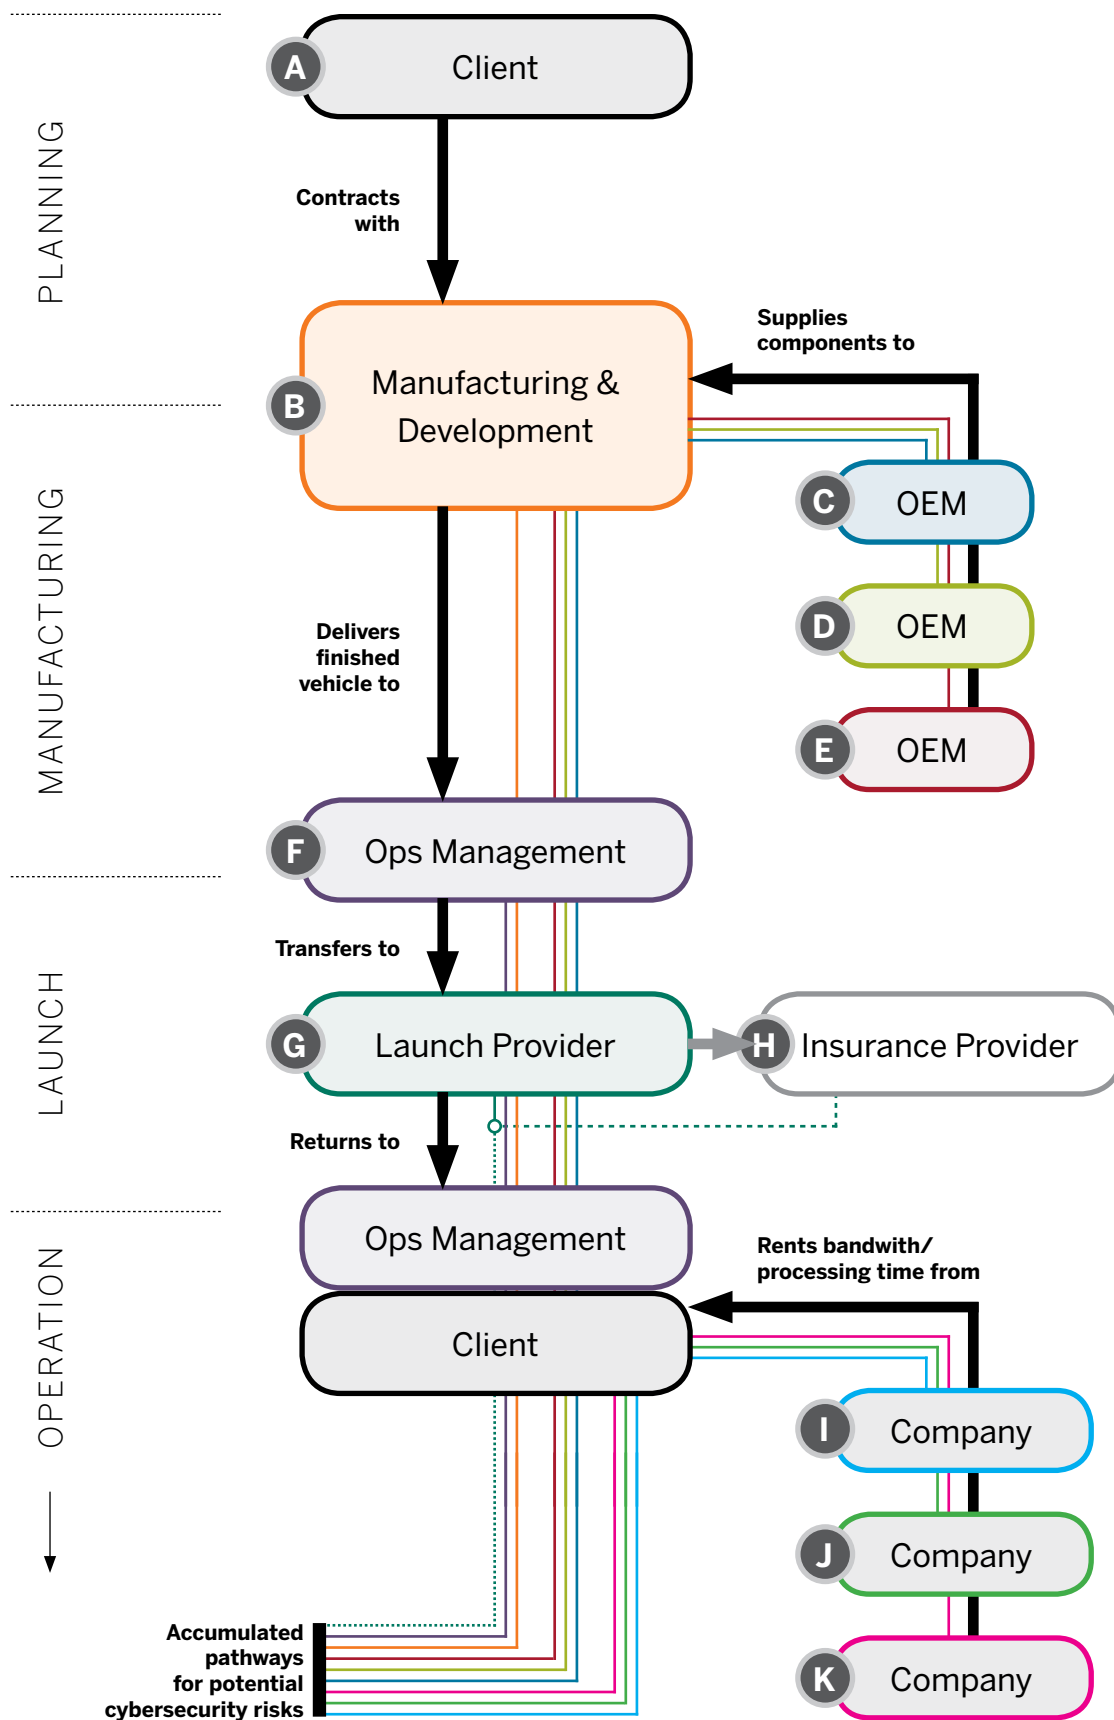 PLANNING
A
Client
Contracts
with
Supplies
components to
B
Manufacturing &
Development
MANUFACTURING
C
OEM
D
OEM
E
OEM
Delivers
finished
vehicle to
F
Ops Management
LAUNCH
Transfers to
G
Launch Provider
H
Insurance Provider
Returns to
Ops Management
OPERATION
Rents bandwith/
processing time from
Client
I
Company
J
Company
K
Company
Accumulated
pathways
for potential
cybersecurity risks